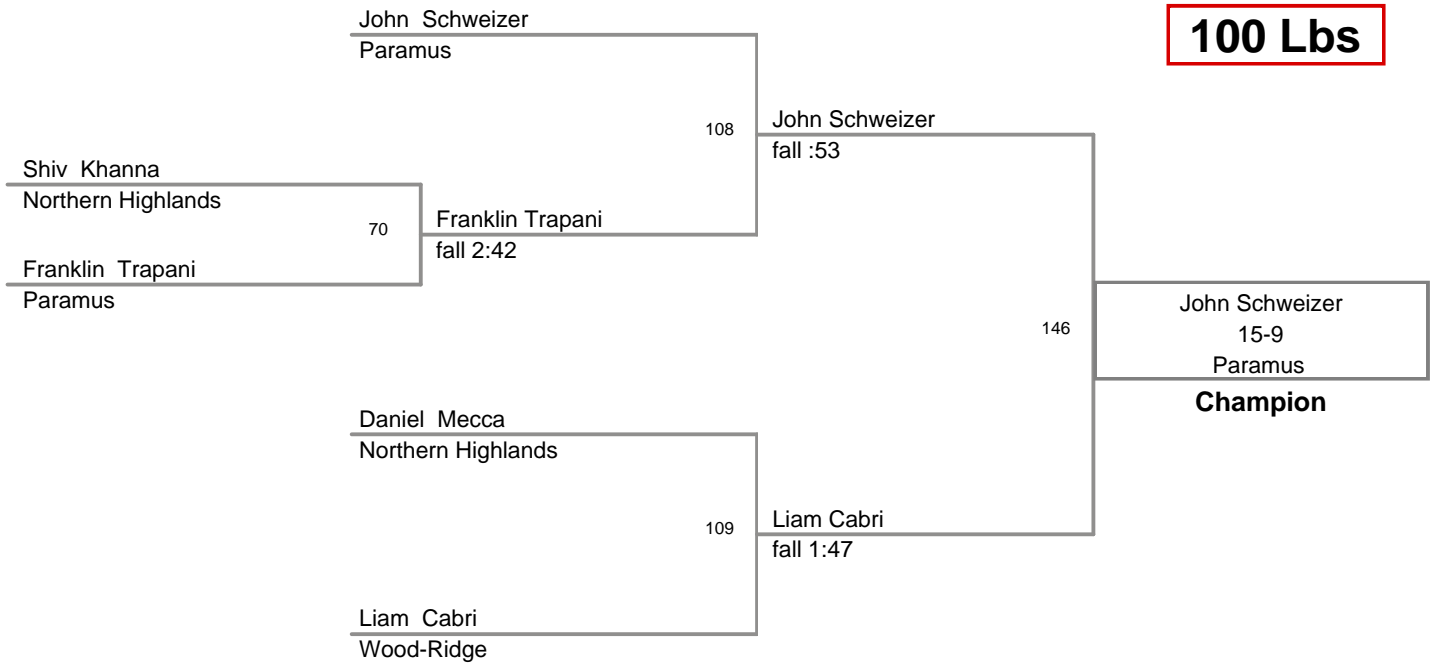 John Schweizer
Paramus
100 Lbs
108
John Schweizer
fall :53
Shiv Khanna
Northern Highlands
70
Franklin Trapani
fall 2:42
Franklin Trapani
Paramus
146
John Schweizer
15-9
Paramus
Champion
Daniel Mecca
Northern Highlands
109
Liam Cabri
fall 1:47
Liam Cabri
Wood-Ridge